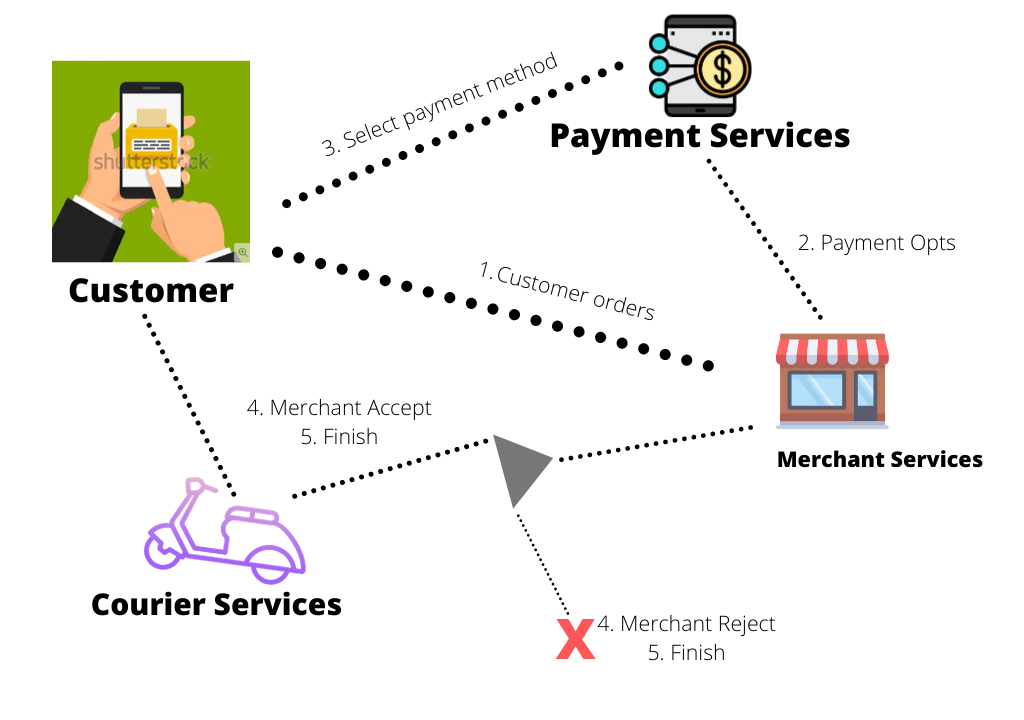 3. Select payment method
$
Payment Services
shutterstock
2. Payment Opts
Customer
1. Customer orders
4. Merchant Accept
5. Finish
Merchant Services
Courier Services
X
4. Merchant Reject
5. Finish